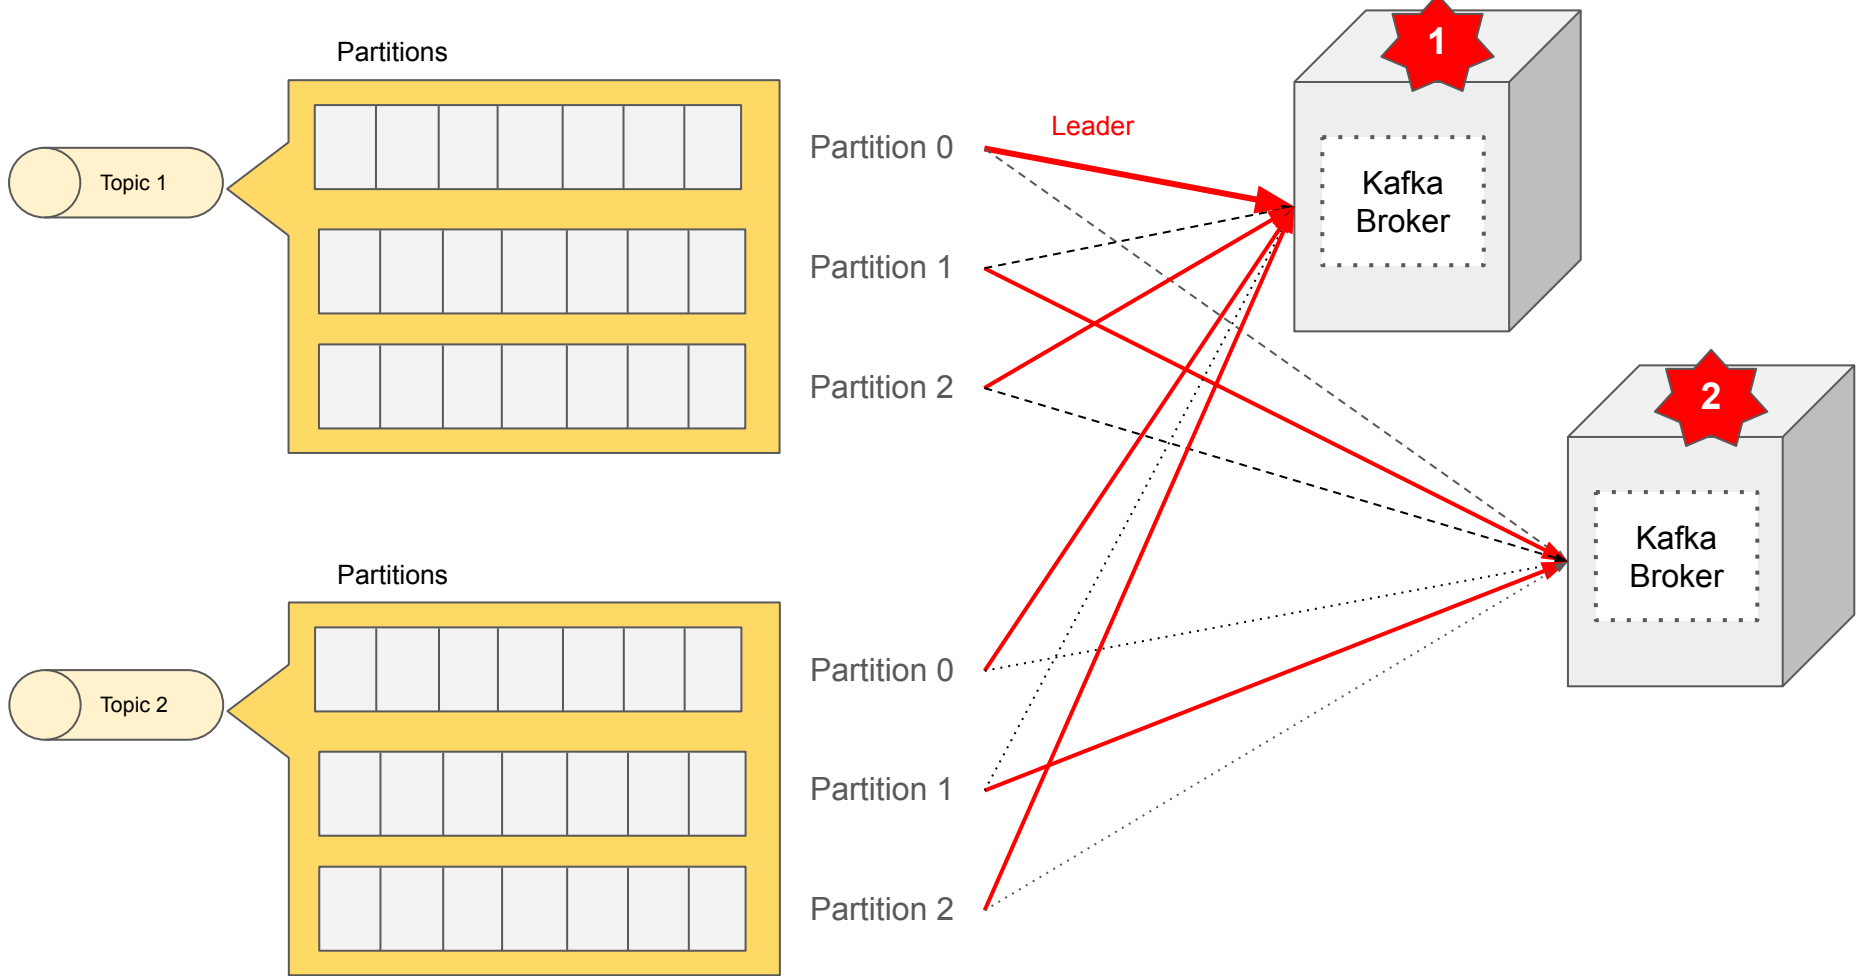 Partitions
Topic 1
Partition 0
Partition 1
Partition 2
Leader
1
Kafka
Broker
2
Kafka
Broker
Partitions
Topic 2
Partition 0
Partition 1
Partition 2